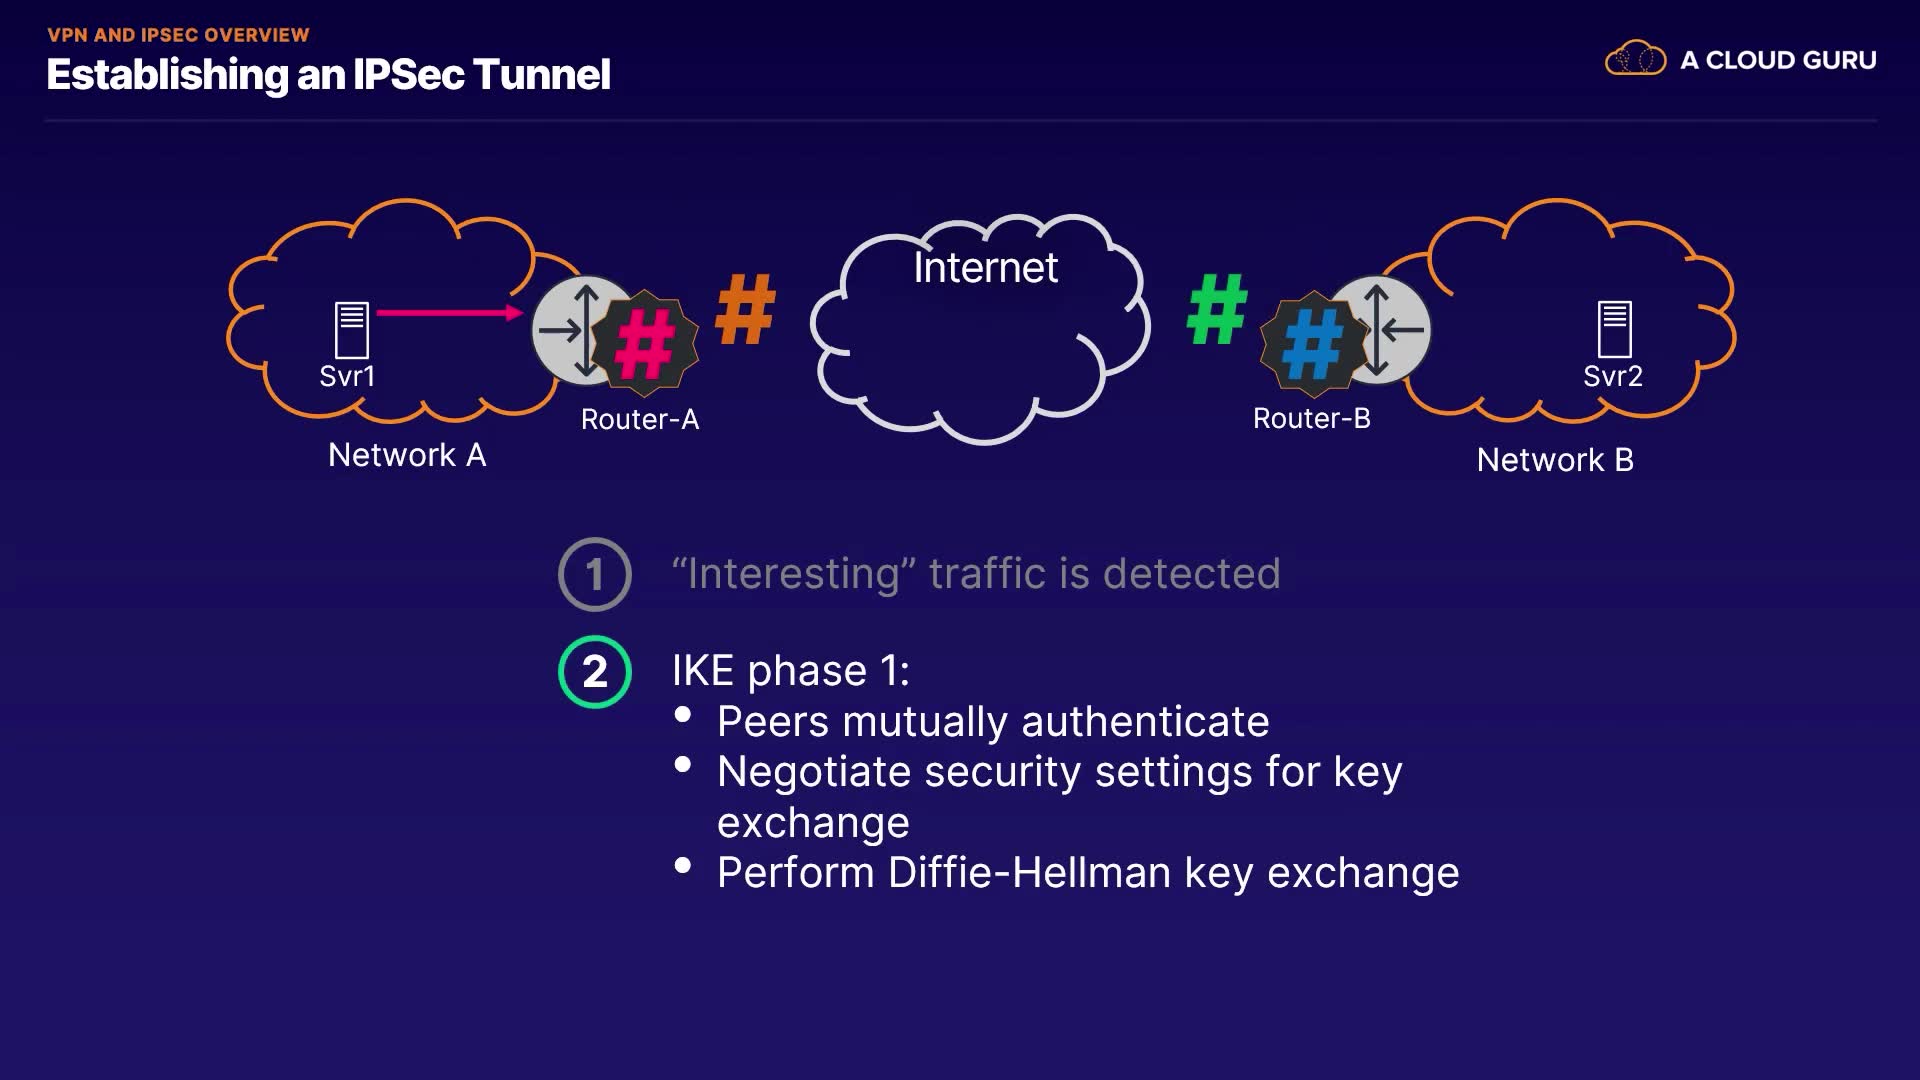 VPN AND IPSEC OVERVIEW
Establishing an IPSec Tunnel
A CLOUD GURU
Internet
# # # #
Svr1
Svr2
Router-A
Router-B
Network A
Network B
1 “Interesting” traffic is detected
2 IKE phase 1:
• Peers mutually authenticate
• Negotiate security settings for key
exchange
• Perform Diffie-Hellman key exchange